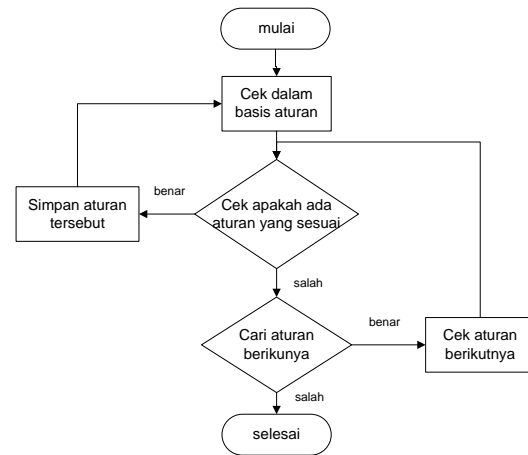 mulai
Cek dalam
basis aturan
benar
Simpan aturan
tersebut
Cek apakah ada
aturan yang sesuai
salah
Cari aturan
berikunya
benar
Cek aturan
berikutnya
salah
selesai